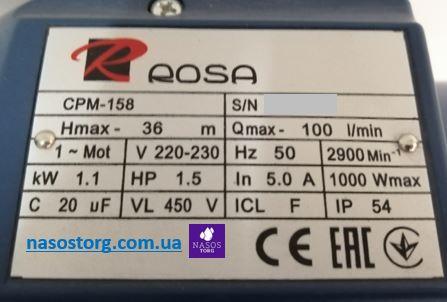 R ROSA
CPM-158 S/N
Hmax - 36 m Qmax - 100 l/min
1 ~ Mot V 220-230 Hz 50 2900 Min⁻¹
kW 1.1 HP 1.5 In 5.0 A 1000 Wmax
C 20 uF VL 450 V ICL F IP 54
nasostorg.com.ua NASOS TORG CE EAC